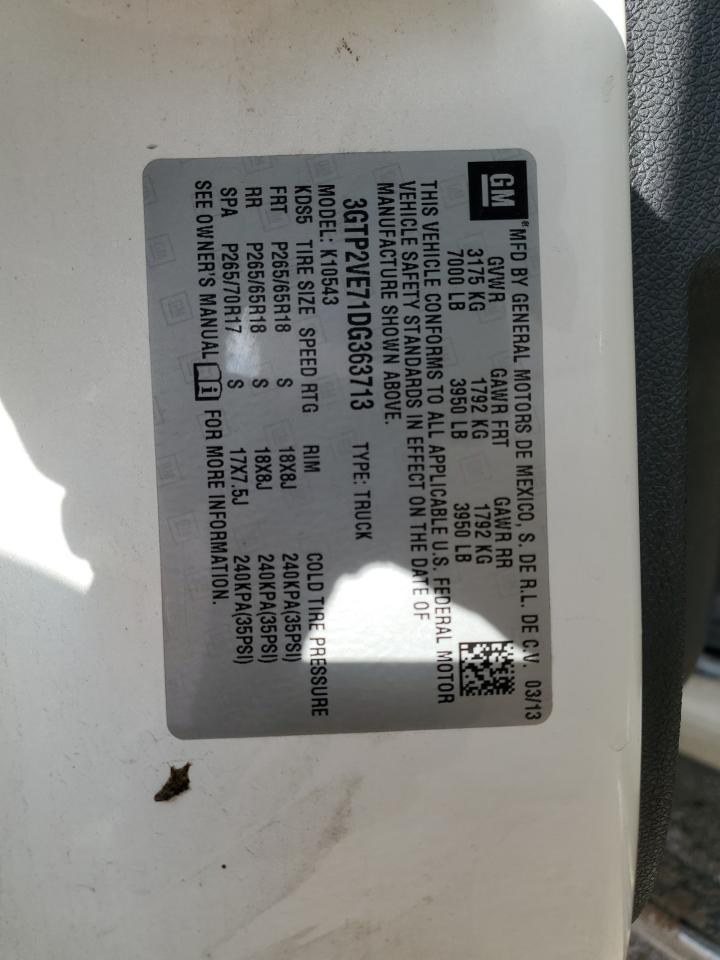 GM® MFD BY GENERAL MOTORS DE MEXICO, S. DE R.L. DE C.V. 03/13
GVWR GAWR FRT GAWR RR
3175 KG 1792 KG 1792 KG
7000 LB 3950 LB 3950 LB
THIS VEHICLE CONFORMS TO ALL APPLICABLE U.S. FEDERAL MOTOR
VEHICLE SAFETY STANDARDS IN EFFECT ON THE DATE OF
MANUFACTURE SHOWN ABOVE.
3GTP2VE71DG363713 TYPE: TRUCK
MODEL: K10543
KDS5 TIRE SIZE SPEED RTG RIM COLD TIRE PRESSURE
FRT P265/65R18 S 18X8J 240KPA(35PSI)
RR P265/65R18 S 18X8J 240KPA(35PSI)
SPA P265/70R17 S 17X7.5J 240KPA(35PSI)
SEE OWNER'S MANUAL i FOR MORE INFORMATION.